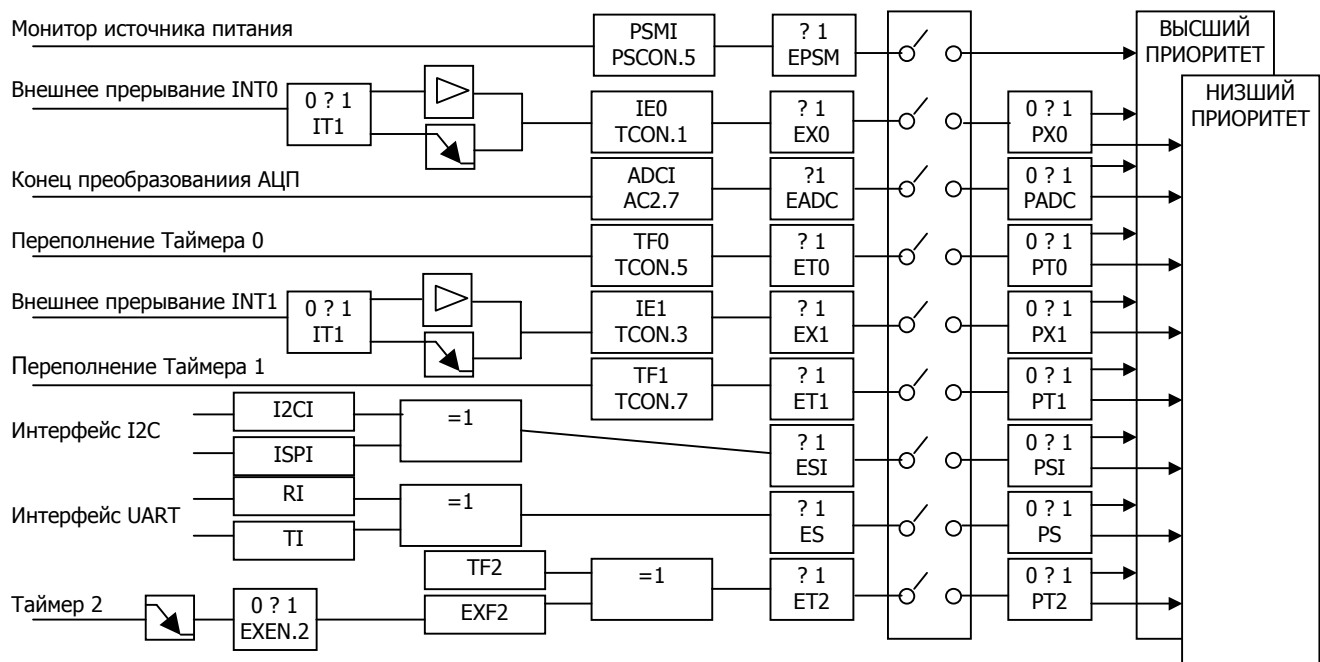 Монитор источника питания
PSMI
PSCON.5
? 1
EPSM
ВЫСШИЙ
ПРИОРИТЕТ
НИЗШИЙ
ПРИОРИТЕТ
Внешнее прерывание INT0
0 ? 1
IT1
IE0
TCON.1
? 1
EX0
0 ? 1
PX0
Конец преобразованиия АЦП
ADCI
AC2.7
?1
EADC
0 ? 1
PADC
Переполнение Таймера 0
TF0
TCON.5
? 1
ET0
0 ? 1
PT0
Внешнее прерывание INT1
0 ? 1
IT1
IE1
TCON.3
? 1
EX1
0 ? 1
PX1
Переполнение Таймера 1
TF1
TCON.7
? 1
ET1
0 ? 1
PT1
Интерфейс I2C
I2CI
ISPI
=1
? 1
ESI
0 ? 1
PSI
Интерфейс UART
RI
TI
=1
? 1
ES
0 ? 1
PS
Таймер 2
0 ? 1
EXEN.2
TF2
EXF2
=1
? 1
ET2
0 ? 1
PT2